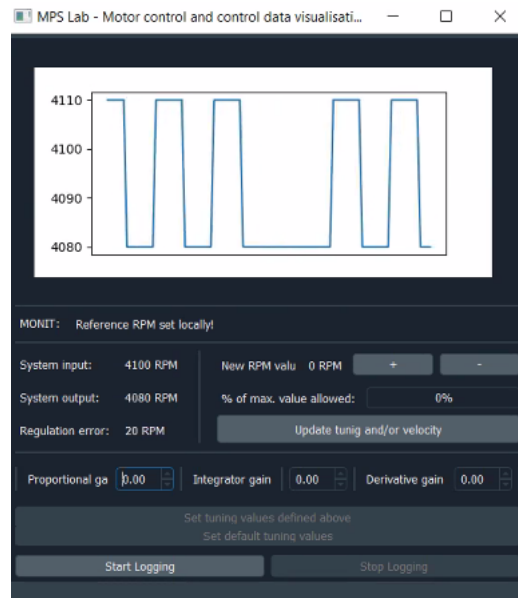 MPS Lab - Motor control and control data visualisati...
4110
4100
4090
4080
MONIT: Reference RPM set locally!
System input: 4100 RPM New RPM valu 0 RPM + -
System output: 4080 RPM % of max. value allowed: 0%
Regulation error: 20 RPM Update tunig and/or velocity
Proportional ga 0.00 Integrator gain 0.00 Derivative gain 0.00
Set tuning values defined above
Set default tuning values
Start Logging Stop Logging